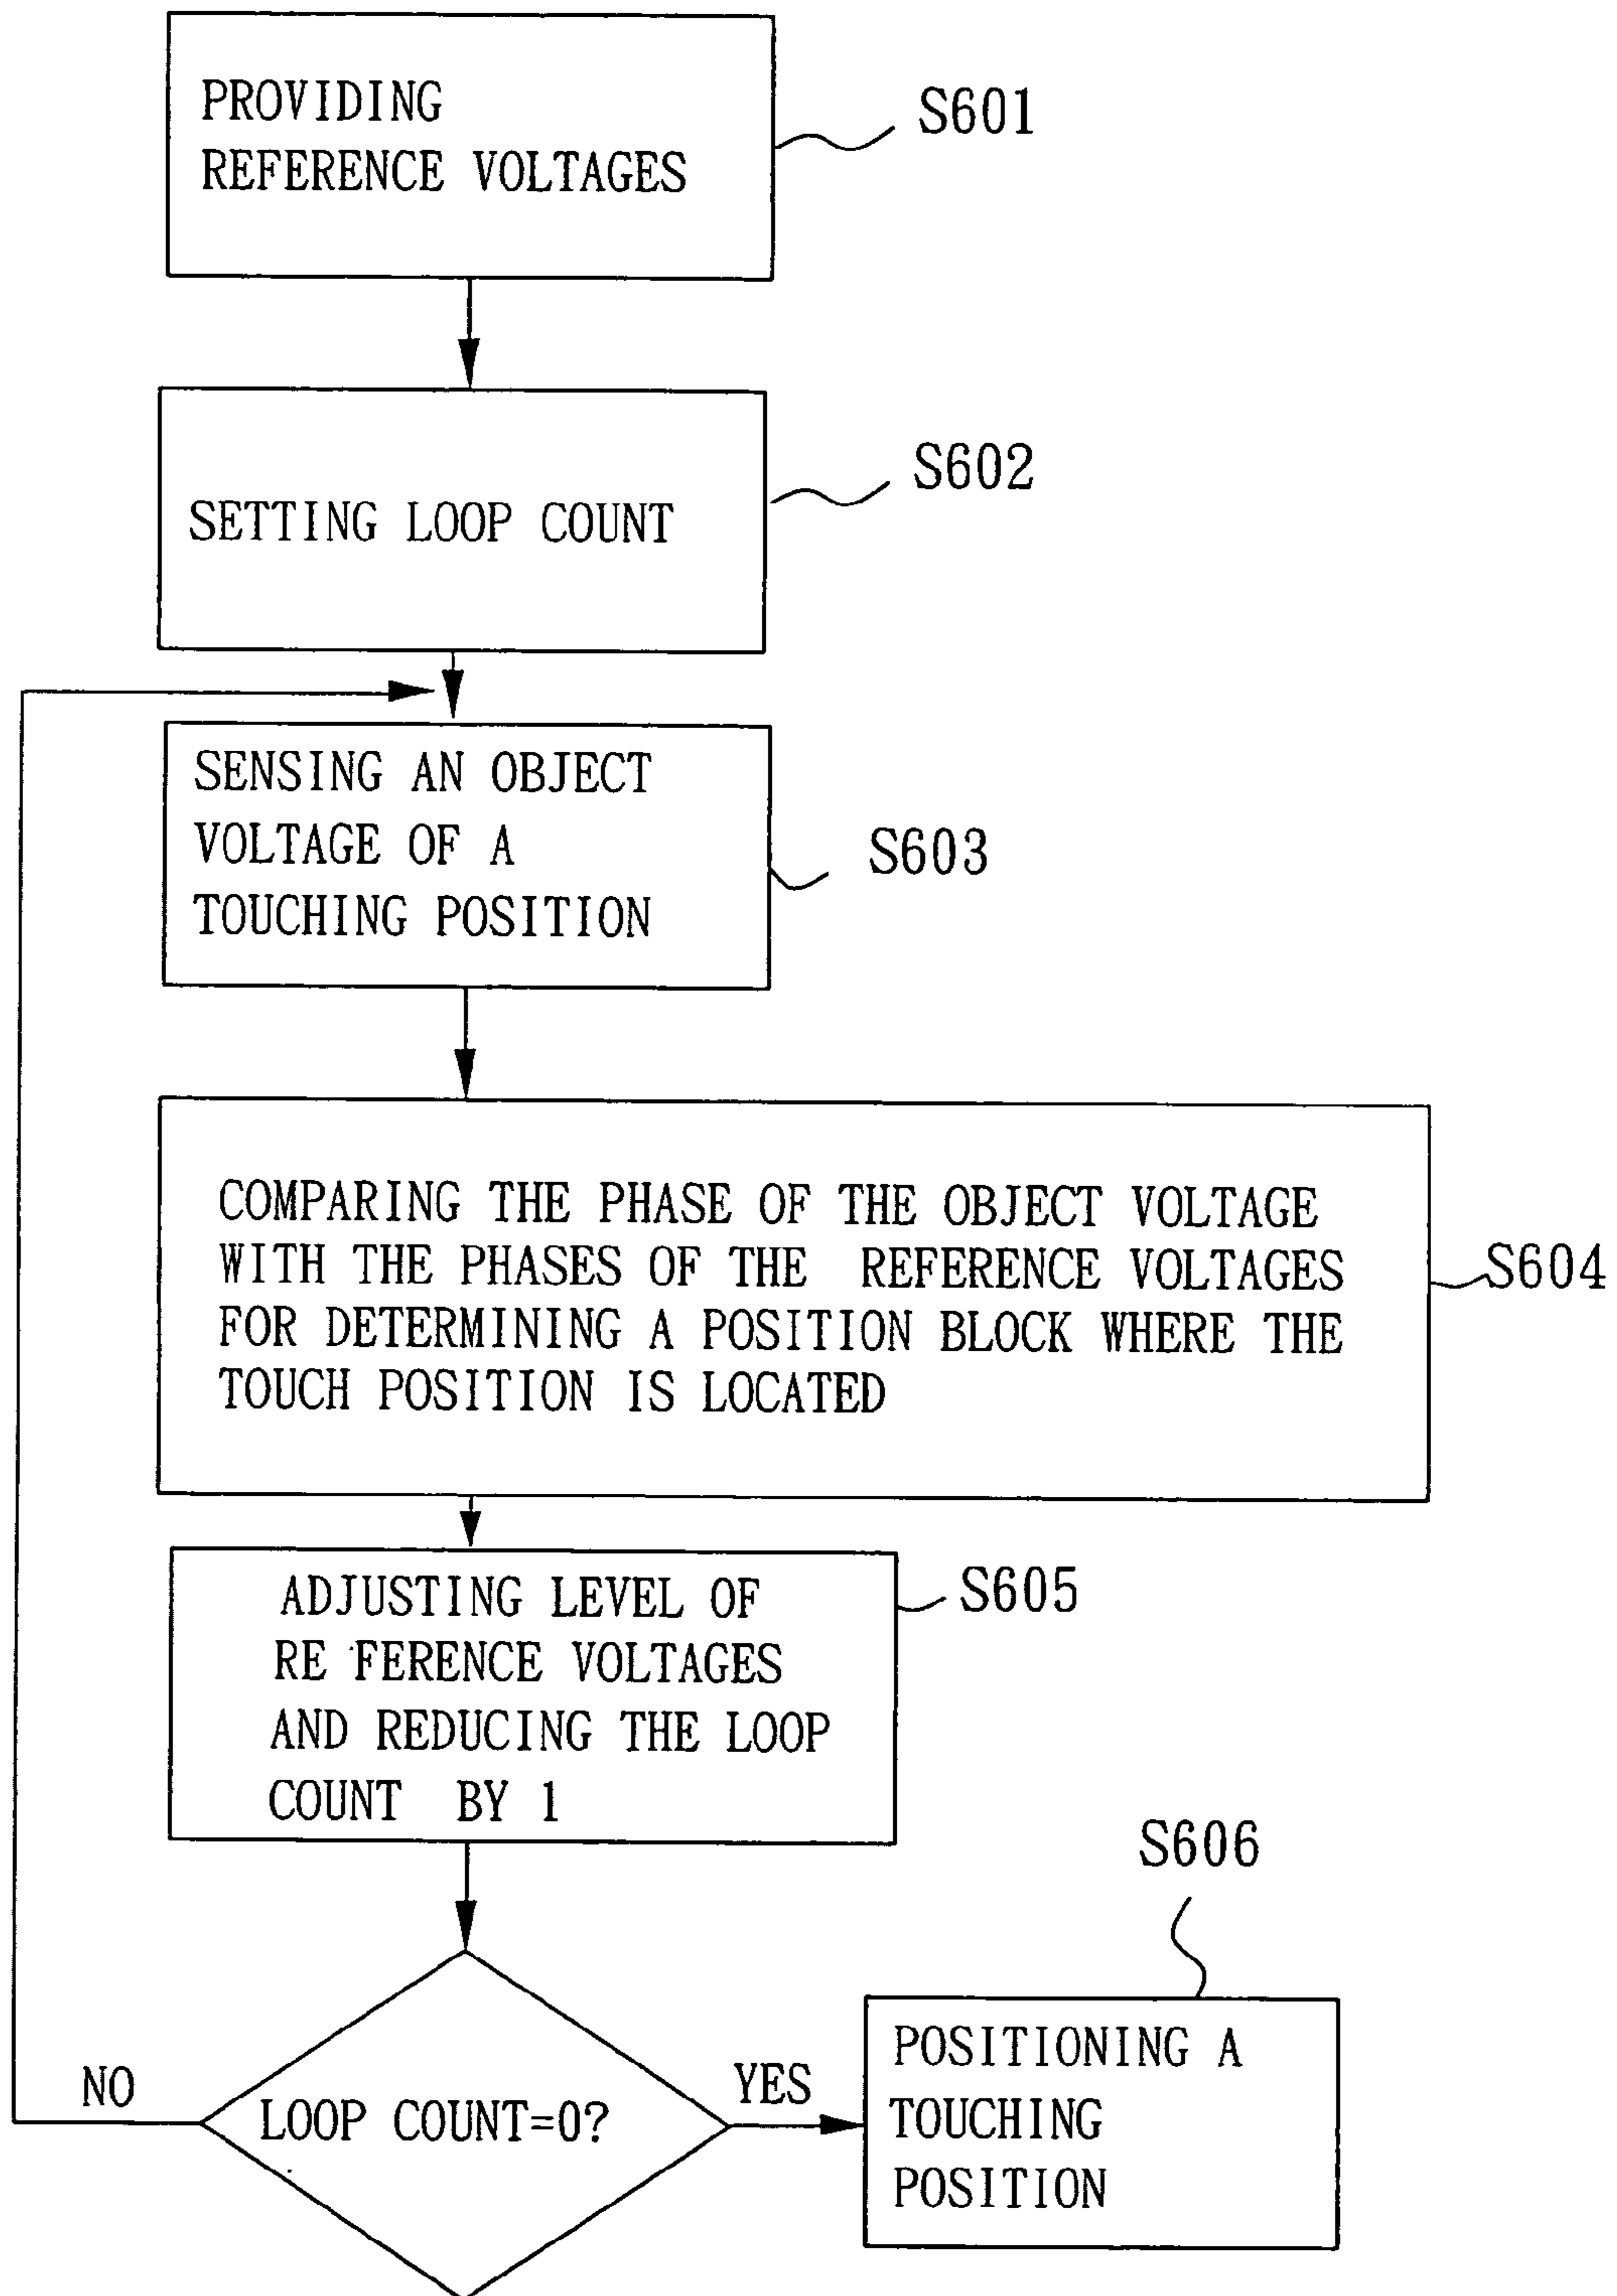 PROVIDING
REFERENCE VOLTAGES
S601
SETTING LOOP COUNT
S602
SENSING AN OBJECT
VOLTAGE OF A
TOUCHING POSITION
S603
COMPARING THE PHASE OF THE OBJECT VOLTAGE
WITH THE PHASES OF THE REFERENCE VOLTAGES
FOR DETERMINING A POSITION BLOCK WHERE THE
TOUCH POSITION IS LOCATED
S604
ADJUSTING LEVEL OF
RE FERENCE VOLTAGES
AND REDUCING THE LOOP
COUNT BY 1
S605
LOOP COUNT=0?
NO
YES
S606
POSITIONING A
TOUCHING
POSITION